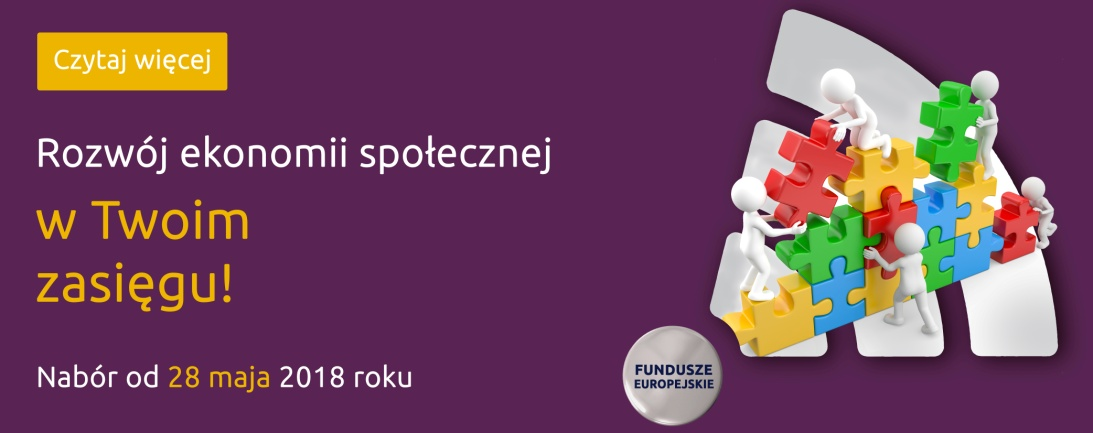 Czytaj więcej
Rozwój ekonomii społecznej
w Twoim
zasięgu!
Nabór od 28 maja 2018 roku
FUNDUSZE
EUROPEJSKIE